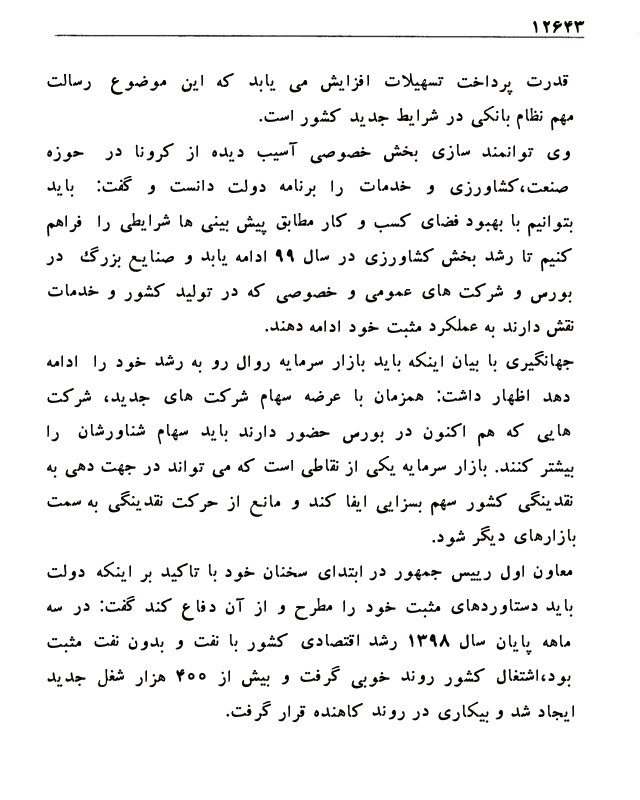 ۱۲۶۴۳
قدرت پرداخت تسهیلات افزایش می یابد که این موضوع رسالت
مهم نظام بانکی در شرایط جدید کشور است.
وی توانمند سازی بخش خصوصی آسیب دیده از کرونا در حوزه
صنعت،کشاورزی و خدمات را برنامه دولت دانست و گفت: باید
بتوانیم با بهبود فضای کسب و کار مطابق پیش بینی ها شرایطی را فراهم
کنیم تا رشد بخش کشاورزی در سال ۹۹ ادامه یابد و صنایع بزرگ در
بورس و شرکت های عمومی و خصوصی که در تولید کشور و خدمات
نقش دارند به عملکرد مثبت خود ادامه دهند.
جهانگیری با بیان اینکه باید بازار سرمایه روال رو به رشد خود را ادامه
دهد اظهار داشت: همزمان با عرضه سهام شرکت های جدید، شرکت
هایی که هم اکنون در بورس حضور دارند باید سهام شناورشان را
بیشتر کنند. بازار سرمایه یکی از نقاطی است که می تواند در جهت دهی به
نقدینگی کشور سهم بسزایی ایفا کند و مانع از حرکت نقدینگی به سمت
بازارهای دیگر شود.
معاون اول رییس جمهور در ابتدای سخنان خود با تاکید بر اینکه دولت
باید دستاوردهای مثبت خود را مطرح و از آن دفاع کند گفت: در سه
ماهه پایان سال ۱۳۹۸ رشد اقتصادی کشور با نفت و بدون نفت مثبت
بود،اشتغال کشور روند خوبی گرفت و بیش از ۴۰۰ هزار شغل جدید
ایجاد شد و بیکاری در روند کاهنده قرار گرفت.